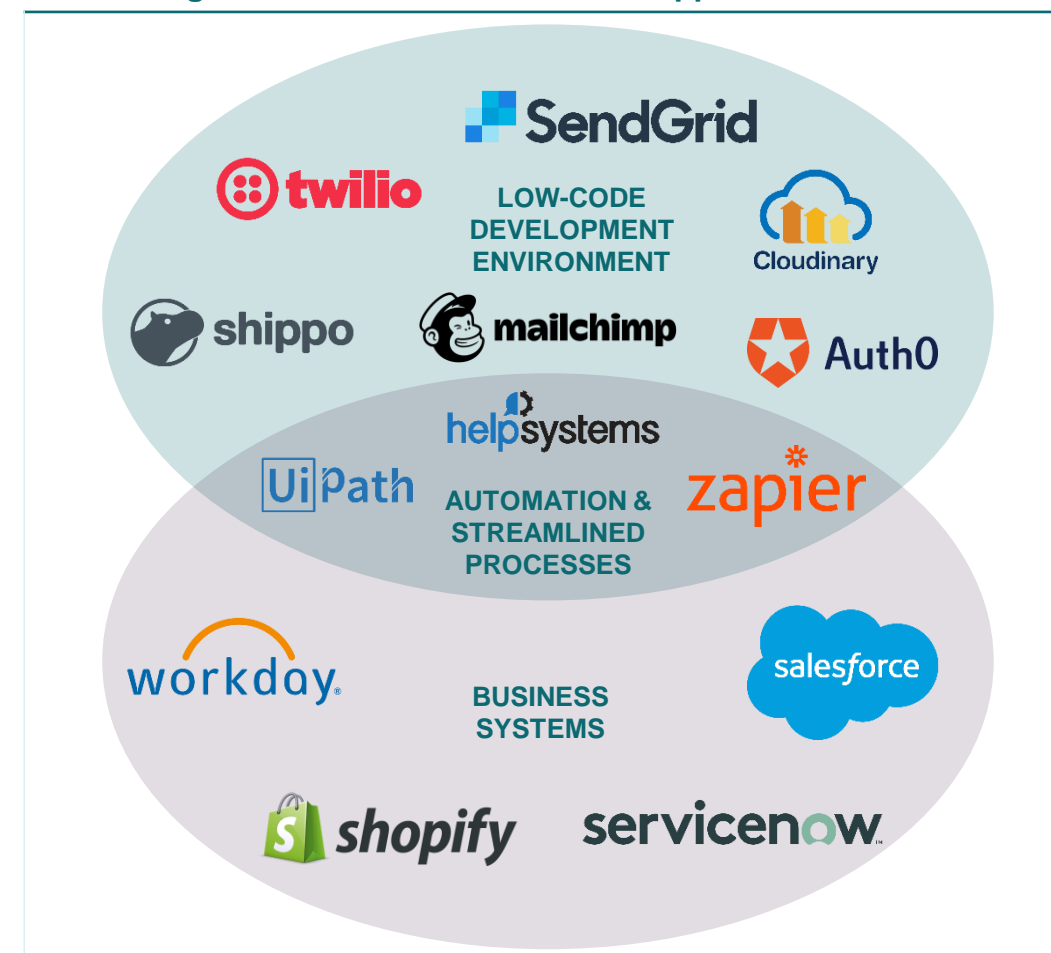 SendGrid
twilio
LOW-CODE
DEVELOPMENT
ENVIRONMENT
Cloudinary
shippo
mailchimp
Auth0
helpsystems
UiPath
zapier
AUTOMATION &
STREAMLINED
PROCESSES
workday®
salesforce
BUSINESS
SYSTEMS
S shopify
servicenow™